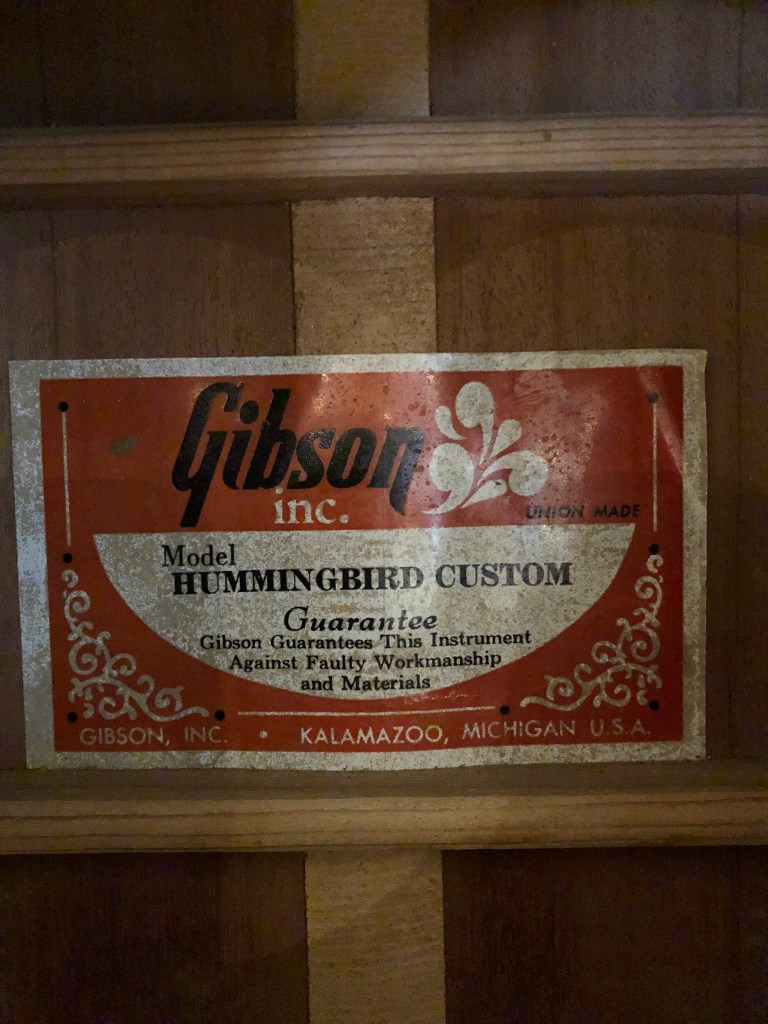 Gibson
inc.
UNION MADE
Model
HUMMINGBIRD CUSTOM
Guarantee
Gibson Guarantees This Instrument
Against Faulty Workmanship
and Materials
GIBSON, INC. • KALAMAZOO, MICHIGAN U.S.A.